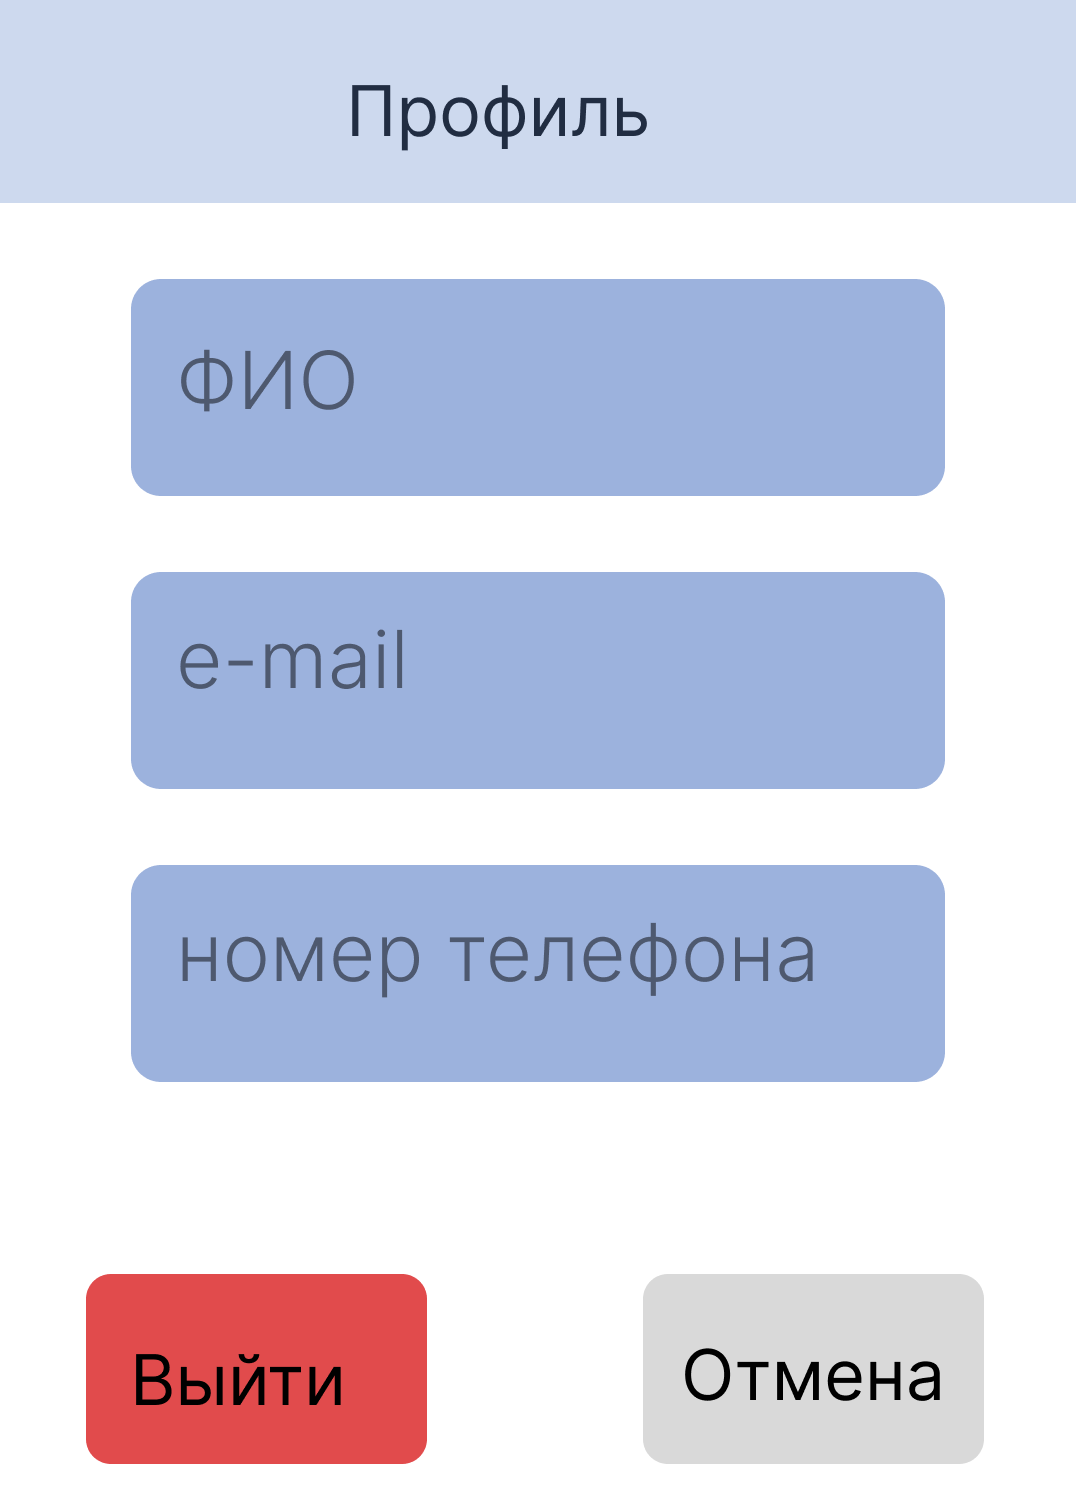 Профиль
ФИО
e-mail
номер телефона
Выйти
Отмена